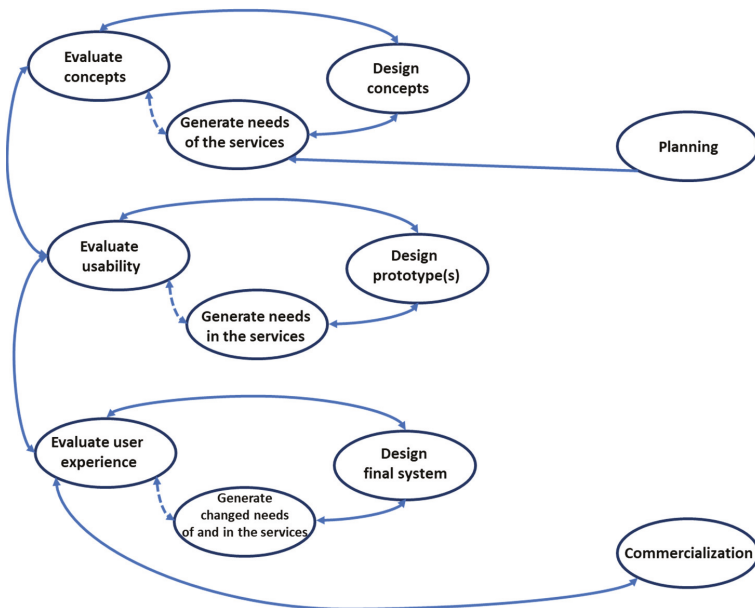 Evaluate
concepts
Design
concepts
Generate needs
of the services
Planning
Evaluate
usability
Design
prototype(s)
Generate needs
in the services
Evaluate user
experience
Design
final system
Generate
changed needs
of and in the services
Commercialization